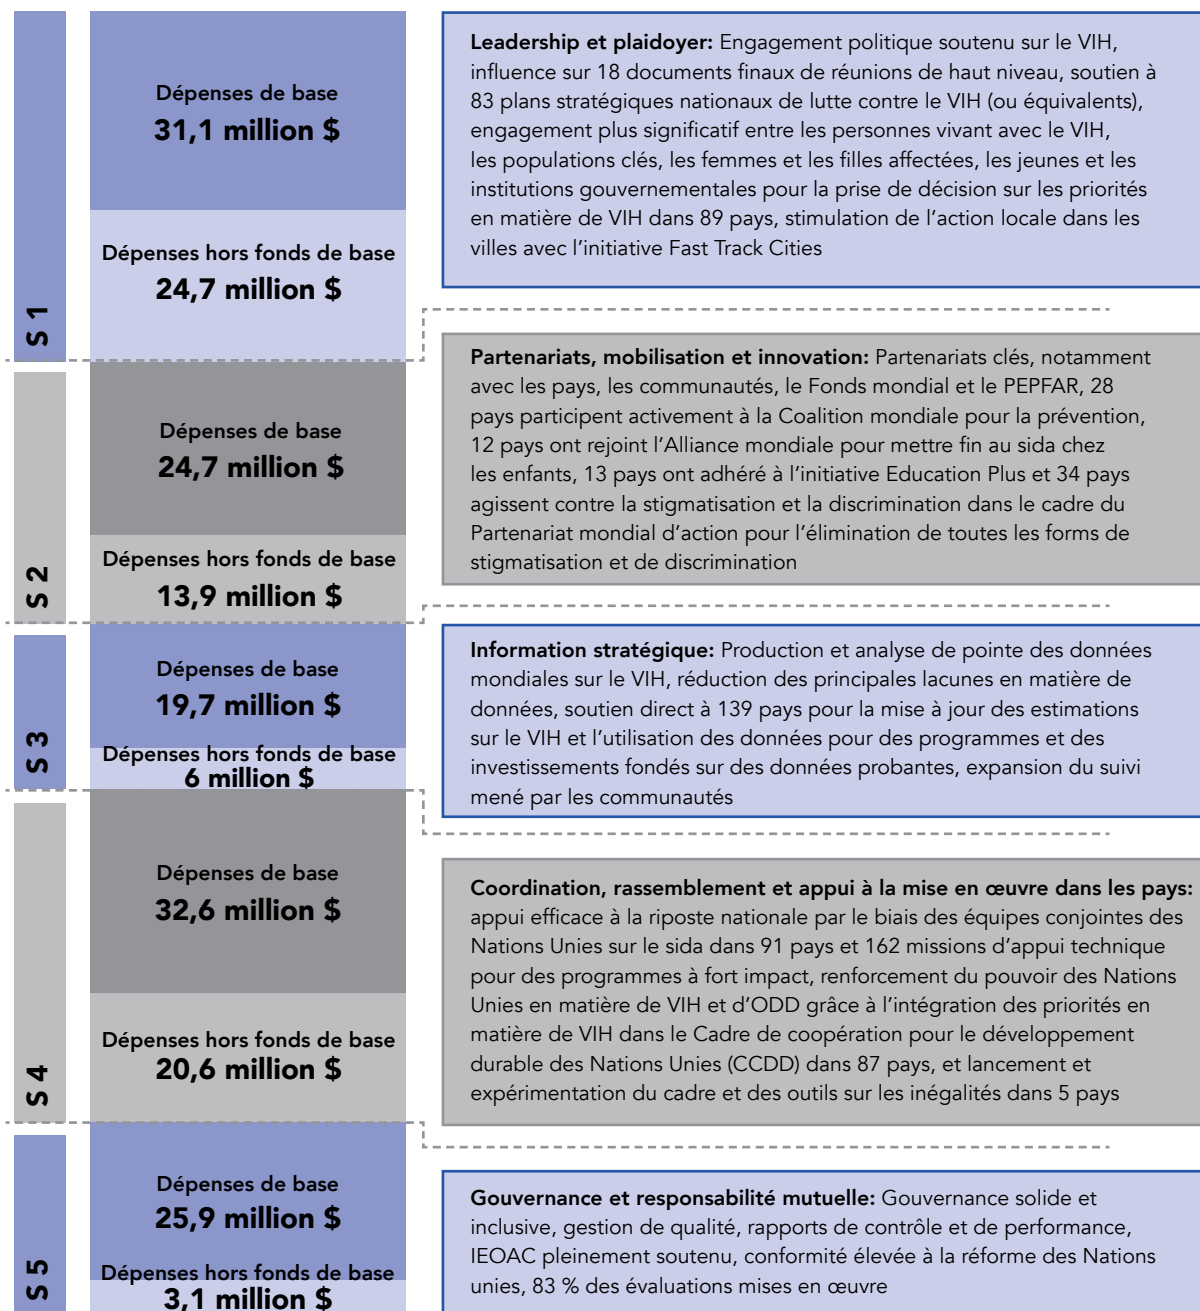 S 1
Dépenses de base
31,1 million $
Dépenses hors fonds de base
24,7 million $
Leadership et plaidoyer: Engagement politique soutenu sur le VIH,
influence sur 18 documents finaux de réunions de haut niveau, soutien à
83 plans stratégiques nationaux de lutte contre le VIH (ou équivalents),
engagement plus significatif entre les personnes vivant avec le VIH,
les populations clés, les femmes et les filles affectées, les jeunes et les
institutions gouvernementales pour la prise de décision sur les priorités
en matière de VIH dans 89 pays, stimulation de l'action locale dans les
villes avec l'initiative Fast Track Cities
S 2
Dépenses de base
24,7 million $
Dépenses hors fonds de base
13,9 million $
Partenariats, mobilisation et innovation: Partenariats clés, notamment
avec les pays, les communautés, le Fonds mondial et le PEPFAR, 28
pays participent activement à la Coalition mondiale pour la prévention,
12 pays ont rejoint l'Alliance mondiale pour mettre fin au sida chez
les enfants, 13 pays ont adhéré à l'initiative Education Plus et 34 pays
agissent contre la stigmatisation et la discrimination dans le cadre du
Partenariat mondial d'action pour l'élimination de toutes les forms de
stigmatisation et de discrimination
S 3
Dépenses de base
19,7 million $
Dépenses hors fonds de base
6 million $
Information stratégique: Production et analyse de pointe des données
mondiales sur le VIH, réduction des principales lacunes en matière de
données, soutien direct à 139 pays pour la mise à jour des estimations
sur le VIH et l'utilisation des données pour des programmes et des
investissements fondés sur des données probantes, expansion du suivi
mené par les communautés
S 4
Dépenses de base
32,6 million $
Dépenses hors fonds de base
20,6 million $
Coordination, rassemblement et appui à la mise en œuvre dans les pays:
appui efficace à la riposte nationale par le biais des équipes conjointes des
Nations Unies sur le sida dans 91 pays et 162 missions d'appui technique
pour des programmes à fort impact, renforcement du pouvoir des Nations
Unies en matière de VIH et d'ODD grâce à l'intégration des priorités en
matière de VIH dans le Cadre de coopération pour le développement
durable des Nations Unies (CCDD) dans 87 pays, et lancement et
expérimentation du cadre et des outils sur les inégalités dans 5 pays
S 5
Dépenses de base
25,9 million $
Dépenses hors fonds de base
3,1 million $
Gouvernance et responsabilité mutuelle: Gouvernance solide et
inclusive, gestion de qualité, rapports de contrôle et de performance,
IEOAC pleinement soutenu, conformité élevée à la réforme des Nations
unies, 83 % des évaluations mises en œuvre